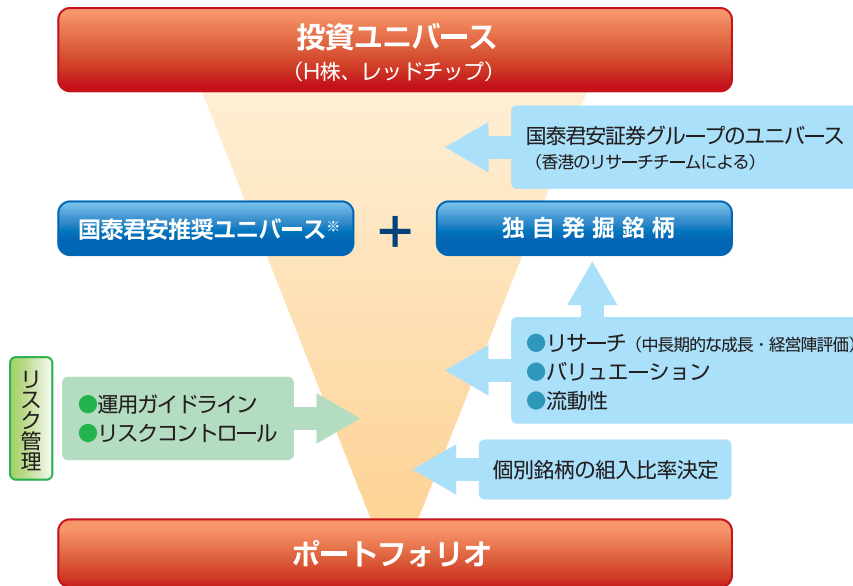 投資ユニバース
（H株、レッドチップ）
国泰君安証券グループのユニバース
（香港のリサーチチームによる）
国泰君安推奨ユニバース※
＋
独自発掘銘柄
●リサーチ（中長期的な成長・経営陣評価）
●バリュエーション
●流動性
リスク管理
●運用ガイドライン
●リスクコントロール
個別銘柄の組入比率決定
ポートフォリオ